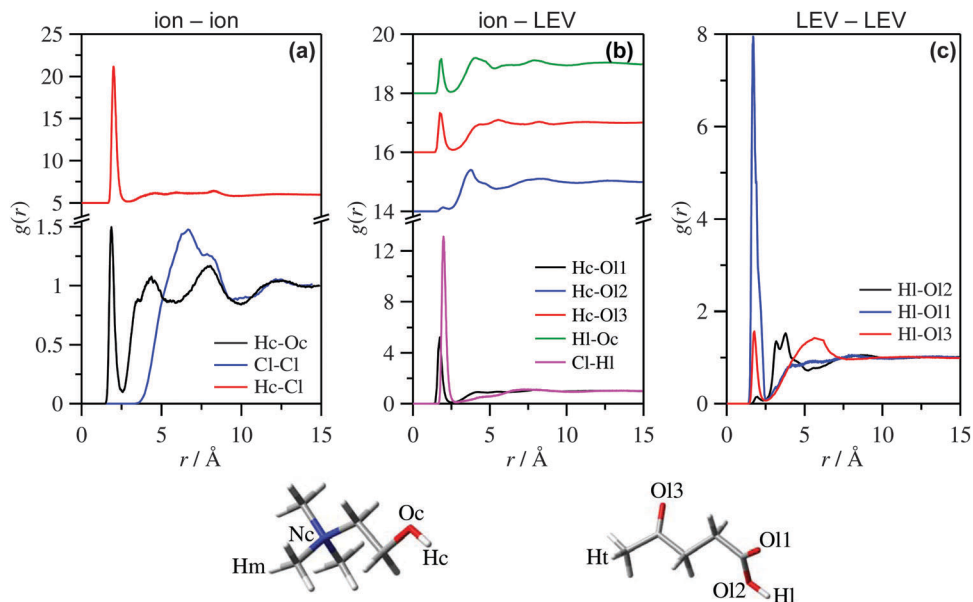 ion – ion
(a)
25
20
15
10
5
1.5
1
0.5
0
g(r)
Hc-Oc
Cl-Cl
Hc-Cl
0 5 10 15
r / Å
ion – LEV
(b)
20
18
16
14
12
8
4
0
g(r)
Hc-Ol1
Hc-Ol2
Hc-Ol3
Hl-Oc
Cl-Hl
0 5 10 15
r / Å
LEV – LEV
(c)
8
6
4
2
0
g(r)
Hl-Ol2
Hl-Ol1
Hl-Ol3
0 5 10 15
r / Å
Oc
Nc
Hc
Hm
Ol3
Ol1
Ht
Ol2
Hl